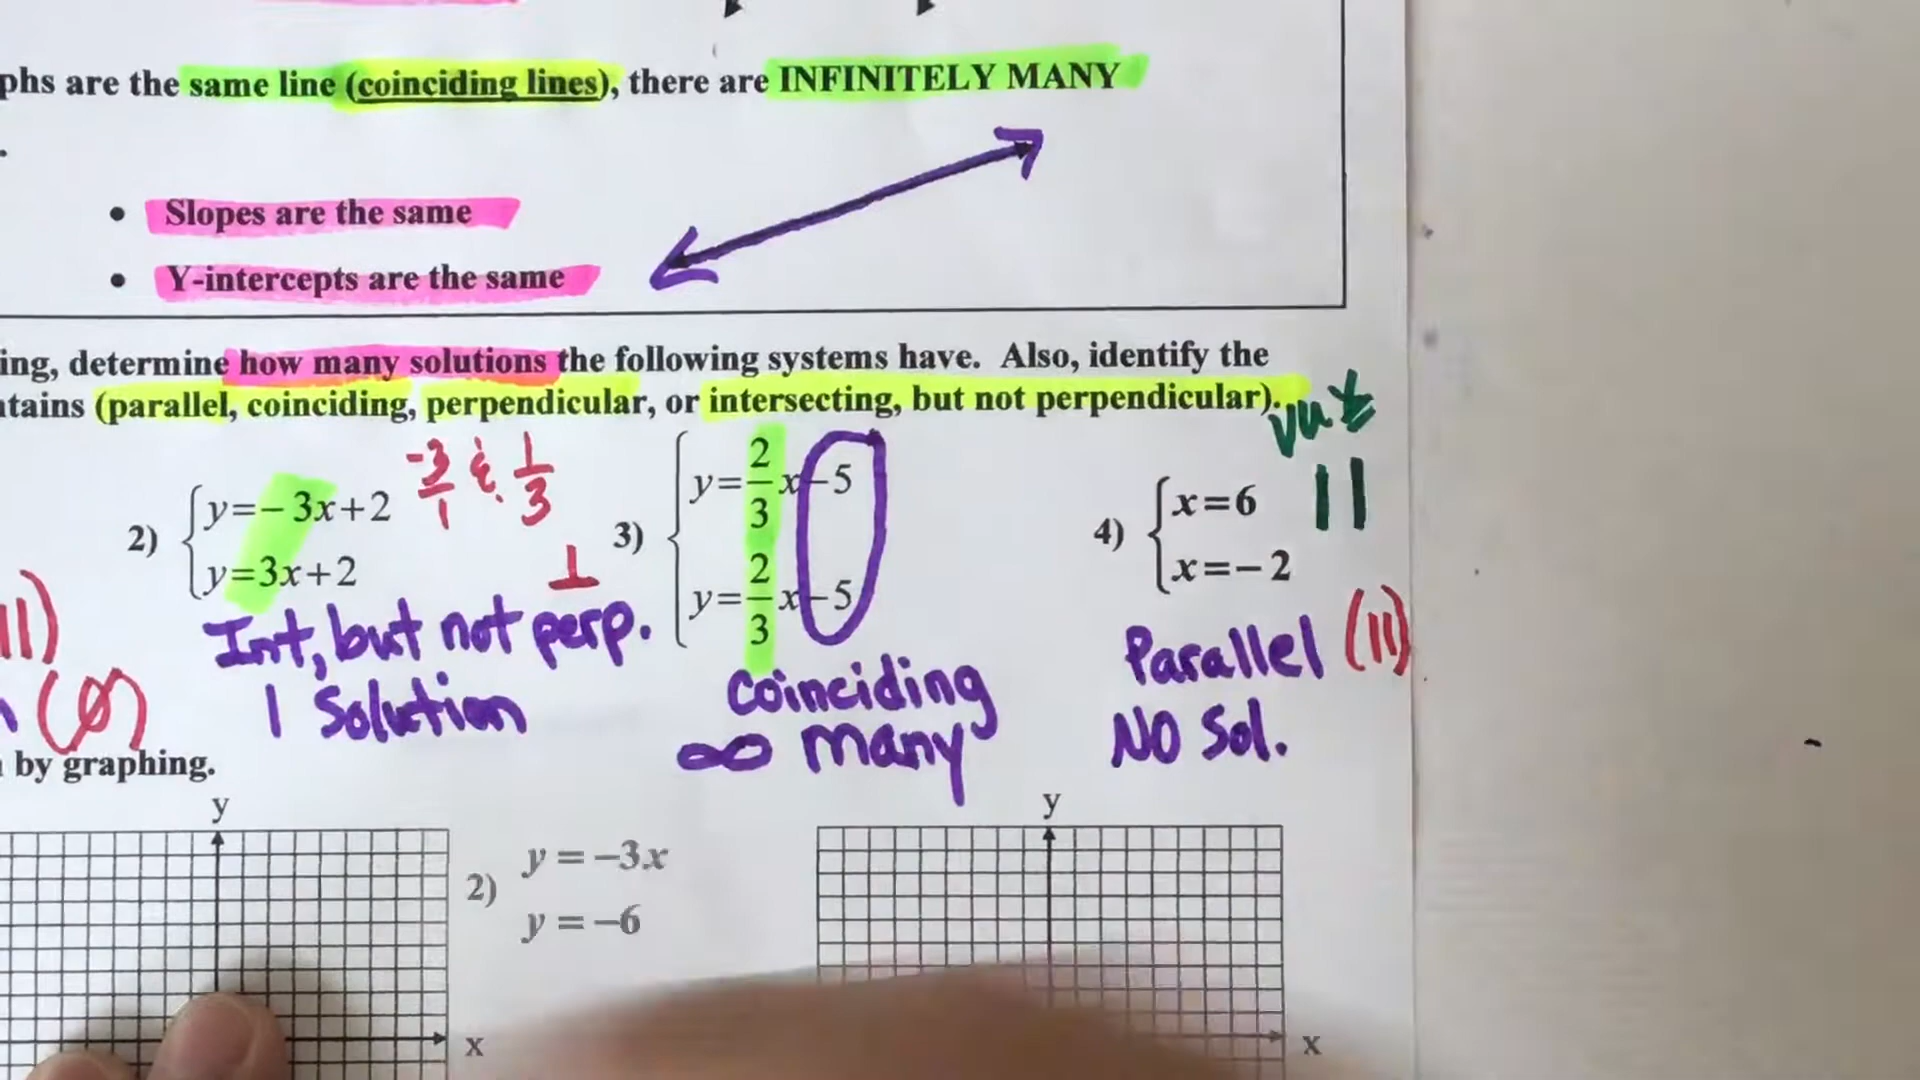 phs are the same line (coinciding lines), there are INFINITELY MANY
.
• Slopes are the same
• Y-intercepts are the same
ing, determine how many solutions the following systems have. Also, identify the
tains (parallel, coinciding, perpendicular, or intersecting, but not perpendicular).
VUX
2) y=-3x+2
y=3x+2
-3/1 & 1/3
⊥
Int, but not perp.
1 Solution
3) y=2/3x-5
y=2/3x-5
Coinciding
∞ many
4) x=6
x=-2
||
Parallel (||)
NO Sol.
||)
(Ø)
by graphing.
y
x
2) y=-3x
y=-6
y
x